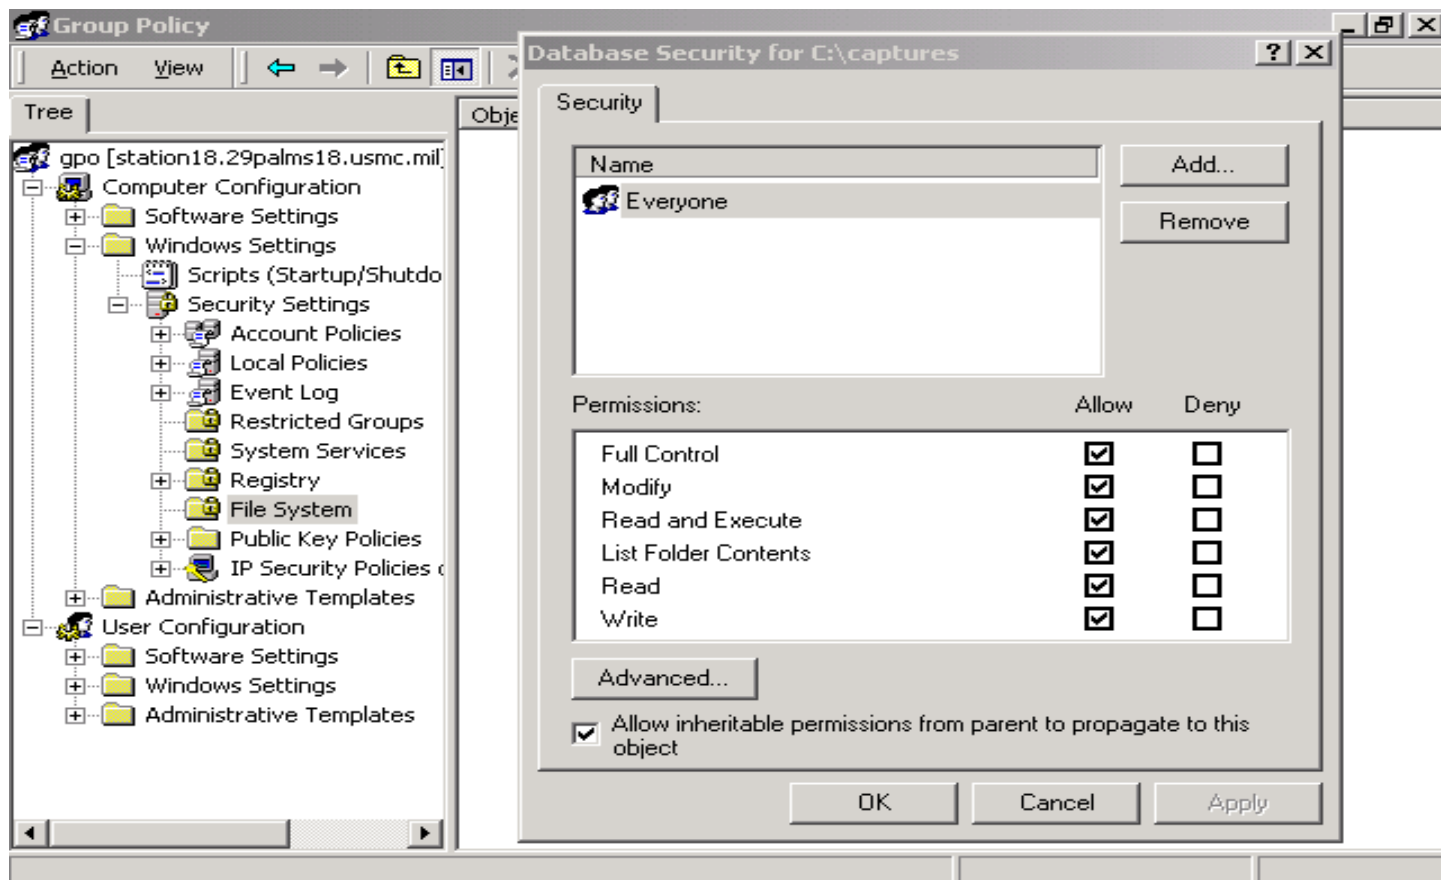 Group Policy
Action View
Tree
gpo [station18.29palms18.usmc.mil]
Computer Configuration
Software Settings
Windows Settings
Scripts (Startup/Shutdo
Security Settings
Account Policies
Local Policies
Event Log
Restricted Groups
System Services
Registry
File System
Public Key Policies
IP Security Policies
Administrative Templates
User Configuration
Software Settings
Windows Settings
Administrative Templates
Obje
Database Security for C:\captures
Security
Name
Everyone
Add...
Remove
Permissions: Allow Deny
Full Control
Modify
Read and Execute
List Folder Contents
Read
Write
Advanced...
Allow inheritable permissions from parent to propagate to this
object
OK Cancel Apply